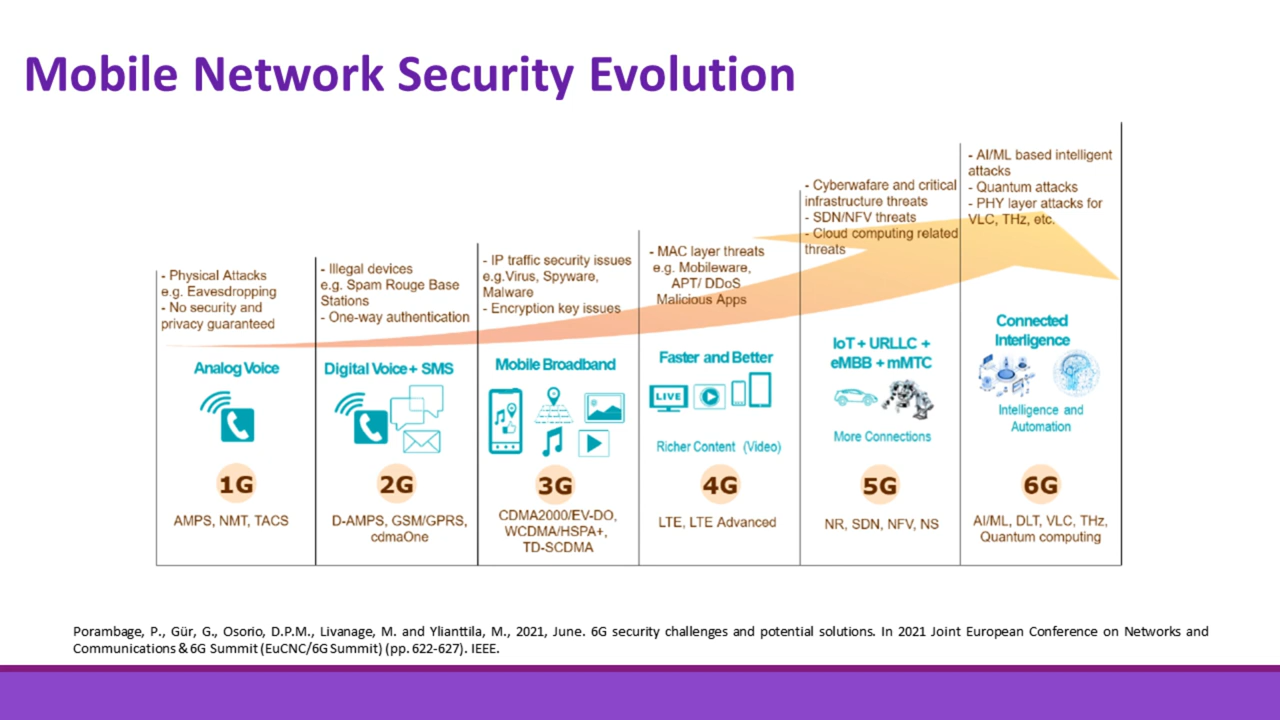 Mobile Network Security Evolution
- Physical Attacks
e.g. Eavesdropping
- No security and
privacy guaranteed
Analog Voice
1G
AMPS, NMT, TACS
- Illegal devices
e.g. Spam Rouge Base
Stations
- One-way authentication
Digital Voice + SMS
2G
D-AMPS, GSM/GPRS,
cdmaOne
- IP traffic security issues
e.g.Virus, Spyware,
Malware
- Encryption key issues
Mobile Broadband
3G
CDMA2000/EV-DO,
WCDMA/HSPA+,
TD-SCDMA
- MAC layer threats
e.g. Mobileware,
APT/ DDoS
Malicious Apps
Faster and Better
LIVE
Richer Content (Video)
4G
LTE, LTE Advanced
- Cyberwafare and critical
infrastructure threats
- SDN/NFV threats
- Cloud computing related
threats
IoT + URLLC +
eMBB + mMTC
More Connections
5G
NR, SDN, NFV, NS
- AI/ML based intelligent
attacks
- Quantum attacks
- PHY layer attacks for
VLC, THz, etc.
Connected
Interligence
Intelligence and
Automation
6G
AI/ML, DLT, VLC, THz,
Quantum computing
Porambage, P., Gür, G., Osorio, D.P.M., Livanage, M. and Ylianttila, M., 2021, June. 6G security challenges and potential solutions. In 2021 Joint European Conference on Networks and
Communications & 6G Summit (EuCNC/6G Summit) (pp. 622-627). IEEE.